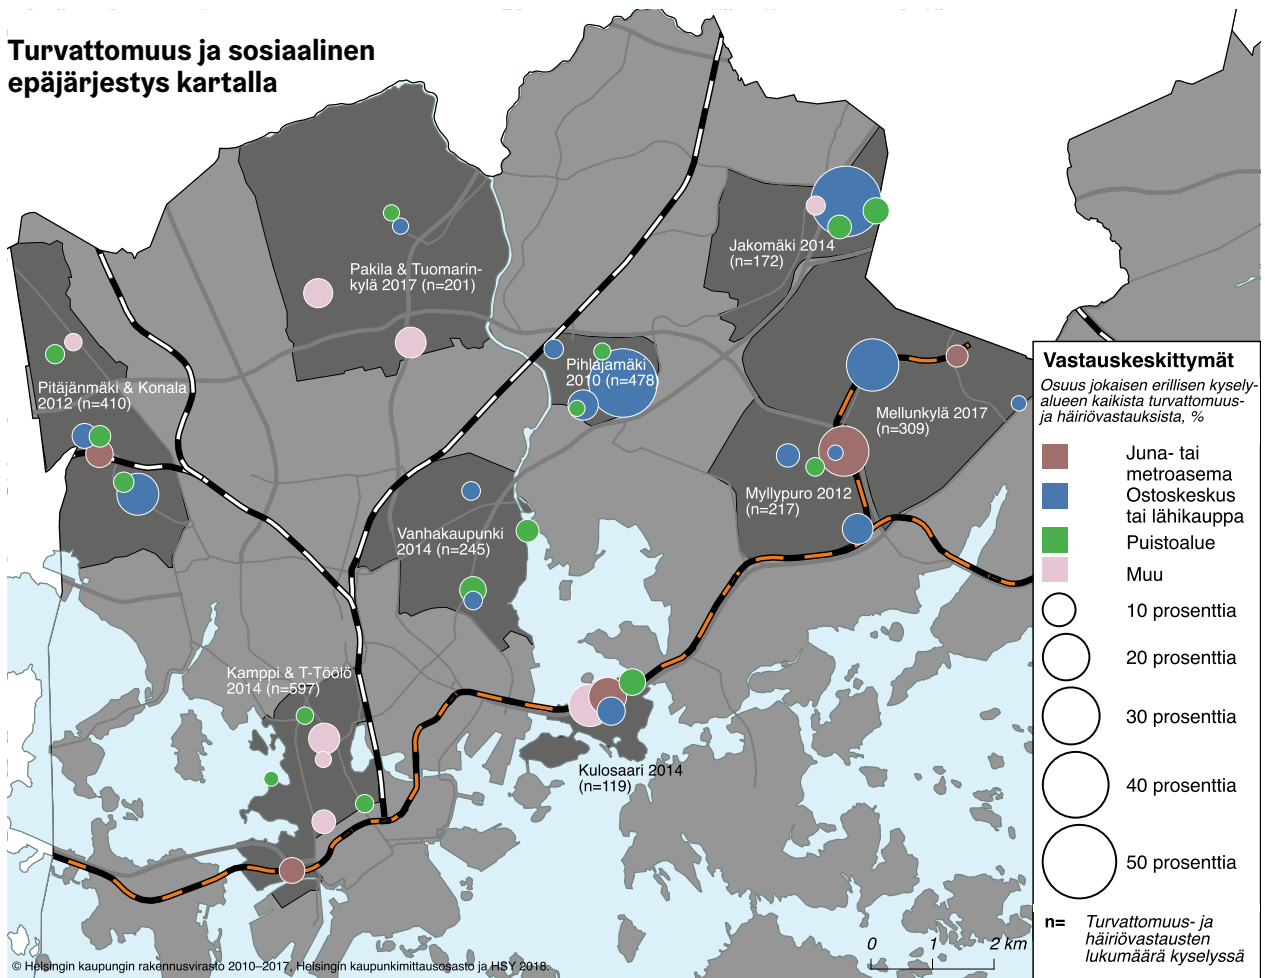 Turvattomuus ja sosiaalinen
epäjärjestys kartalla
Jakomäki 2014
(n=172)
Pakila & Tuomarin-
kylä 2017 (n=201)
Pihlajamäki
2010 (n=478)
Pitäjänmäki & Konala
2012 (n=410)
Mellunkylä 2017
(n=309)
Myllypuro 2012
(n=217)
Vanhakaupunki
2014 (n=245)
Kamppi & T-Töölö
2014 (n=597)
Kulosaari 2014
(n=119)
Vastauskeskittymät
Osuus jokaisen erillisen kysely-
alueen kaikista turvattomuus-
ja häiriövastauksista, %
Juna- tai
metroasema
Ostoskeskus
tai lähikauppa
Puistoalue
Muu
10 prosenttia
20 prosenttia
30 prosenttia
40 prosenttia
50 prosenttia
n= Turvattomuus- ja
häiriövastausten
lukumäärä kyselyssä
0 1 2 km
© Helsingin kaupungin rakennusvirasto 2010–2017, Helsingin kaupunkimittausosasto ja HSY 2018.